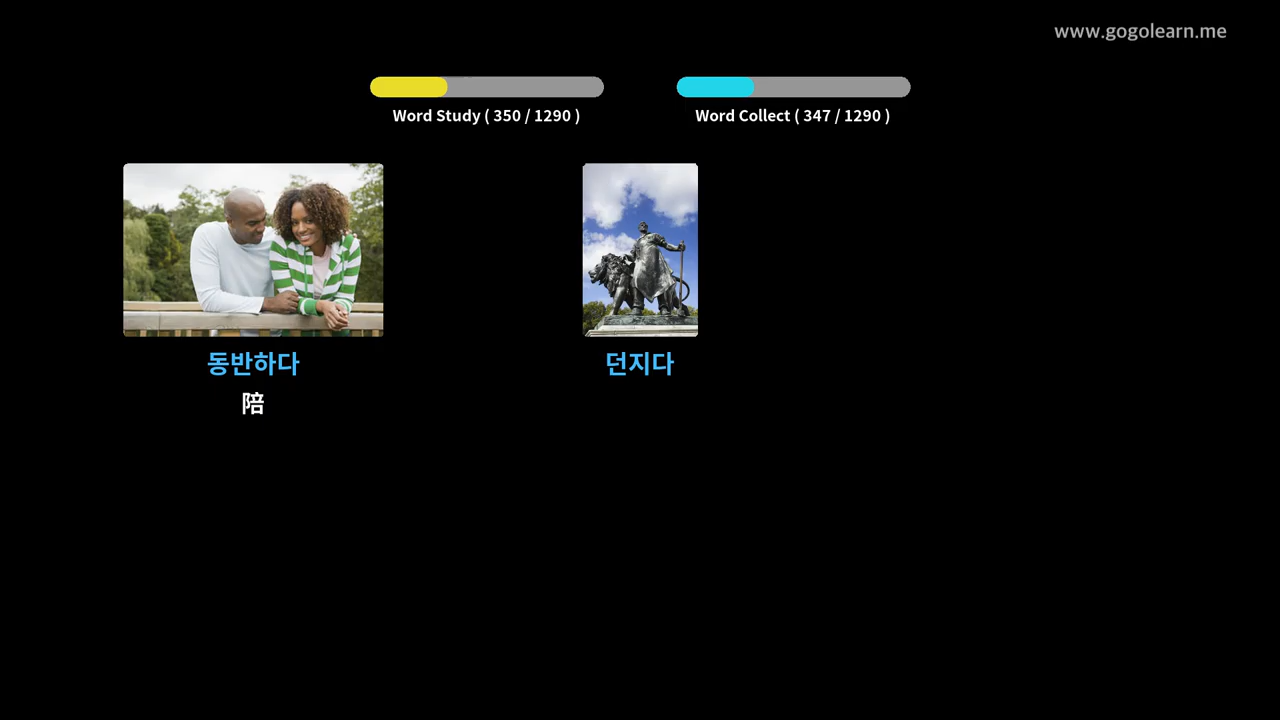 www.gogolearn.me
Word Study ( 350 / 1290 )
Word Collect ( 347 / 1290 )
동반하다
던지다
陪